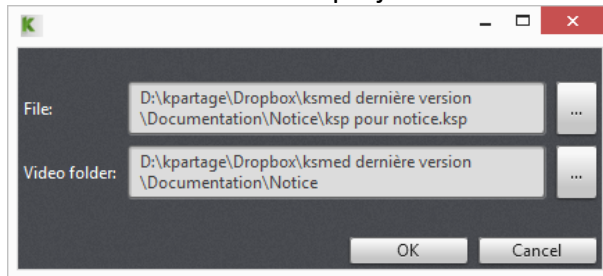 K
File:
D:\kpartage\Dropbox\ksmed dernière version
\Documentation\Notice\ksp pour notice.ksp
...
Video folder:
D:\kpartage\Dropbox\ksmed dernière version
\Documentation\Notice
...
OK
Cancel